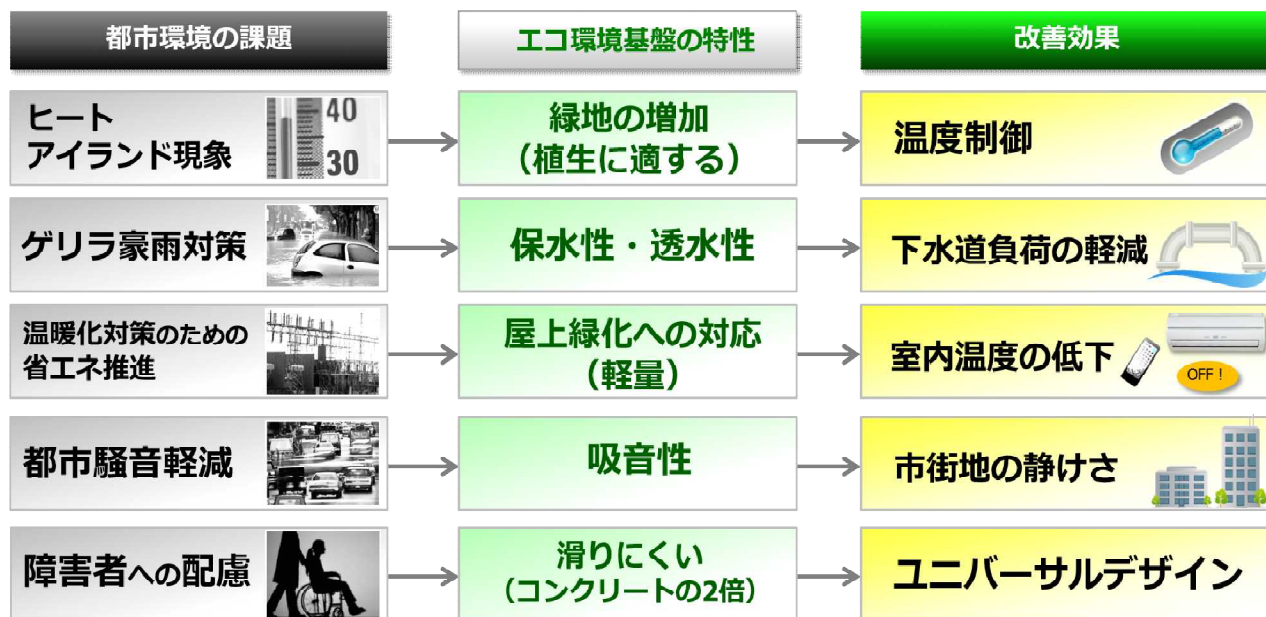 都市環境の課題
エコ環境基盤の特性
改善効果
ヒート
アイランド現象
40
30
緑地の増加
(植生に適する)
温度制御
ゲリラ豪雨対策
保水性・透水性
下水道負荷の軽減
温暖化対策のための
省エネ推進
屋上緑化への対応
(軽量)
室内温度の低下
OFF!
都市騒音軽減
吸音性
市街地の静けさ
障害者への配慮
滑りにくい
(コンクリートの2倍)
ユニバーサルデザイン